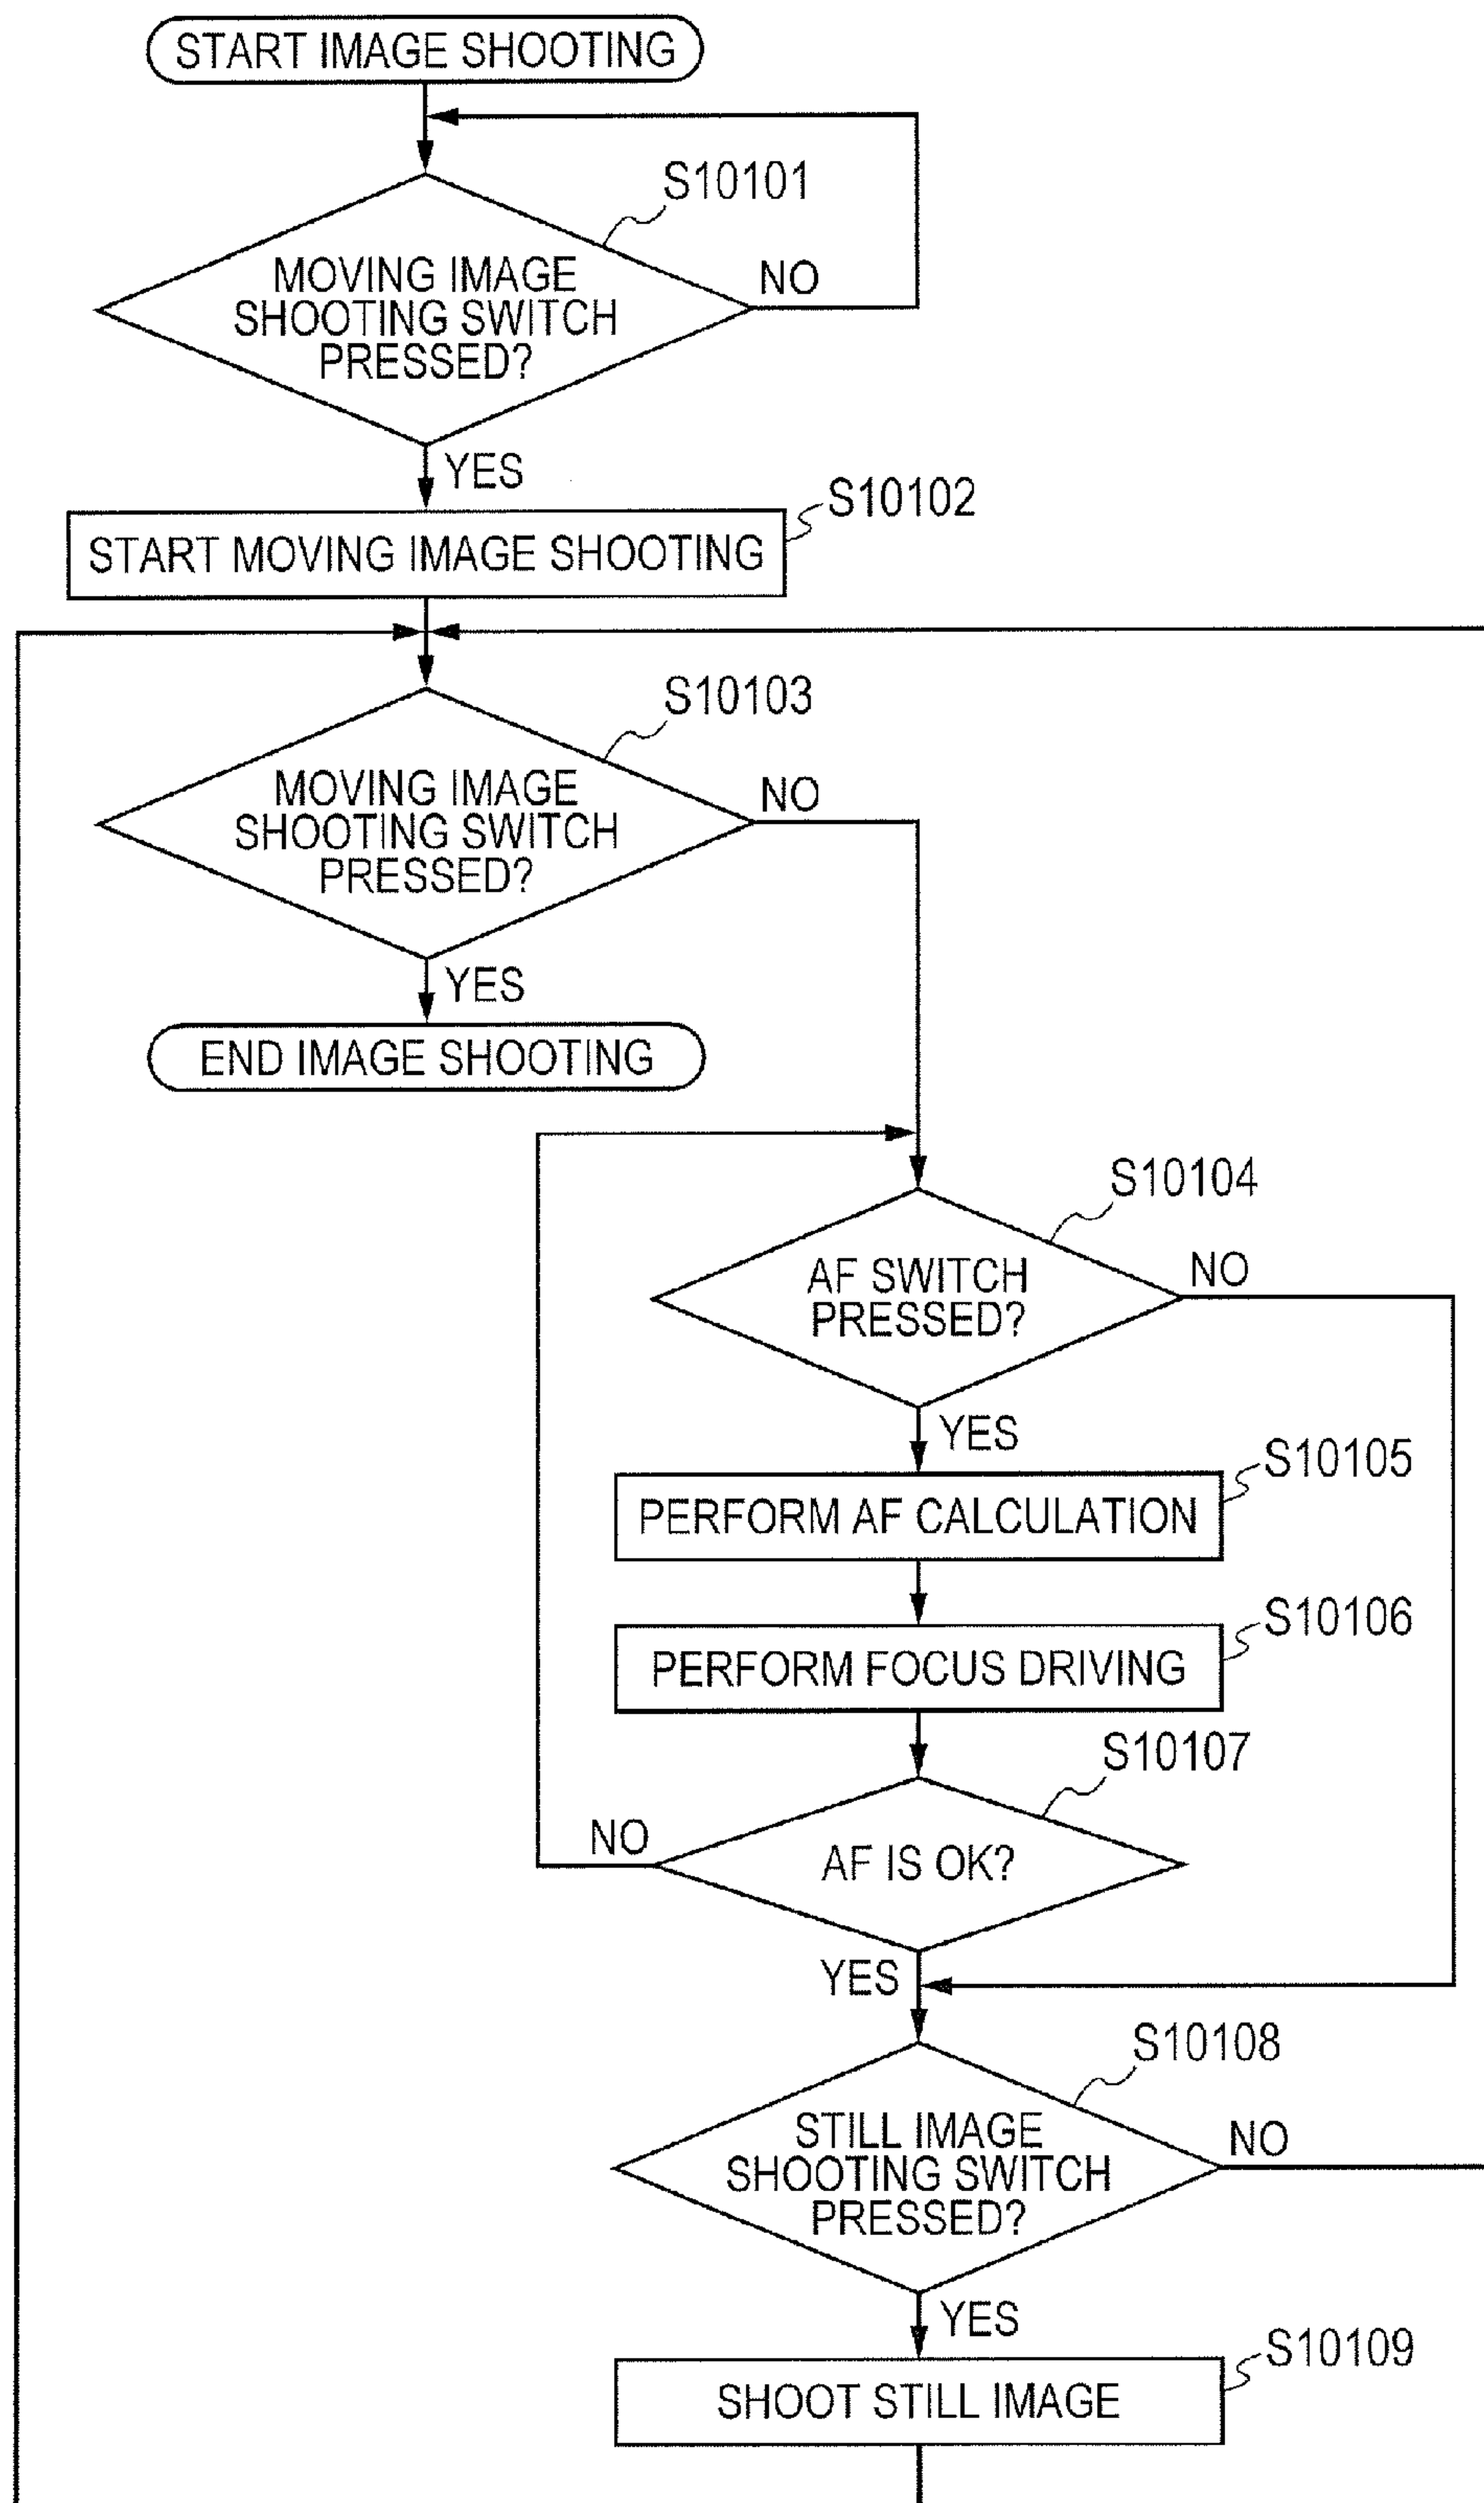 START IMAGE SHOOTING
S10101
MOVING IMAGE
SHOOTING SWITCH
PRESSED?
NO
YES
S10102
START MOVING IMAGE SHOOTING
S10103
MOVING IMAGE
SHOOTING SWITCH
PRESSED?
NO
YES
END IMAGE SHOOTING
S10104
AF SWITCH
PRESSED?
NO
YES
S10105
PERFORM AF CALCULATION
S10106
PERFORM FOCUS DRIVING
S10107
NO
AF IS OK?
YES
S10108
STILL IMAGE
SHOOTING SWITCH
PRESSED?
NO
YES
S10109
SHOOT STILL IMAGE